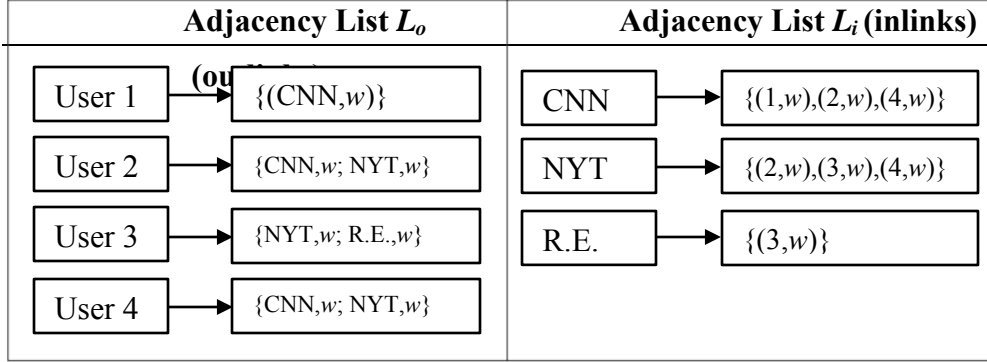 Adjacency List Lo
Adjacency List Li (inlinks)
User 1
{(CNN,w)}
User 2
{CNN,w; NYT,w}
User 3
{NYT,w; R.E.,w}
User 4
{CNN,w; NYT,w}
CNN
{(1,w),(2,w),(4,w)}
NYT
{(2,w),(3,w),(4,w)}
R.E.
{(3,w)}